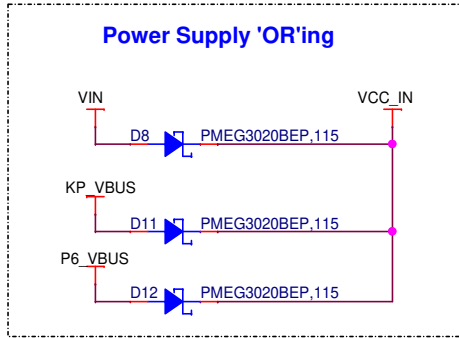 Power Supply 'OR'ing
VIN
VCC_IN
D8 PMEG3020BEP,115
KP_VBUS
D11 PMEG3020BEP,115
P6_VBUS
D12 PMEG3020BEP,115